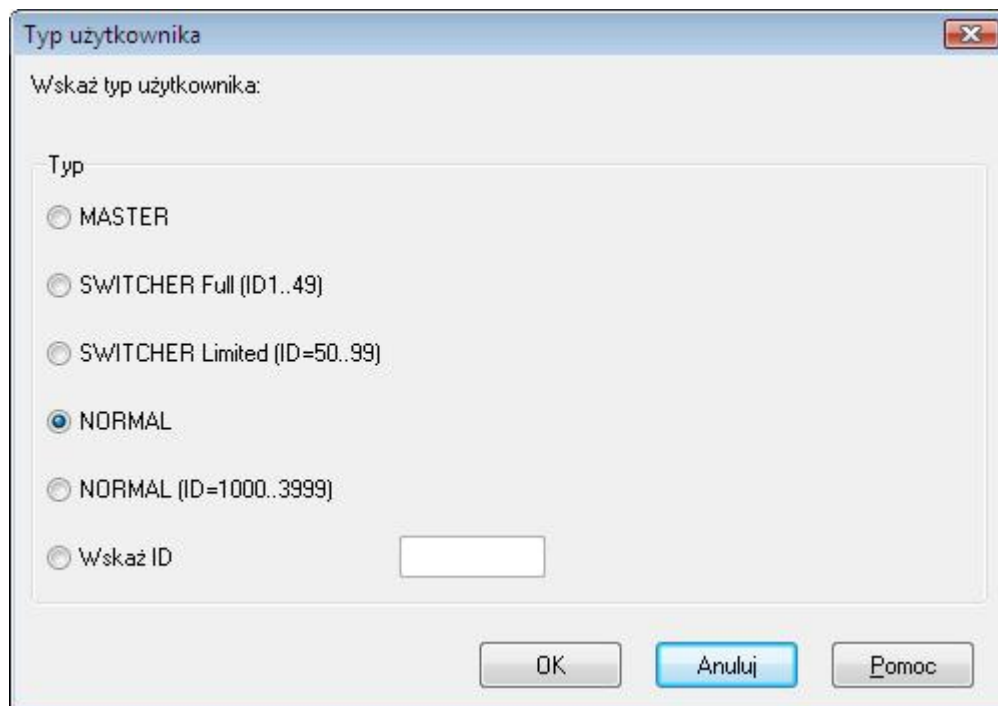 Typ użytkownika
Wskaż typ użytkownika:
Typ
MASTER
SWITCHER Full (ID1..49)
SWITCHER Limited (ID=50..99)
NORMAL
NORMAL (ID=1000..3999)
Wskaż ID
OK Anuluj Pomoc